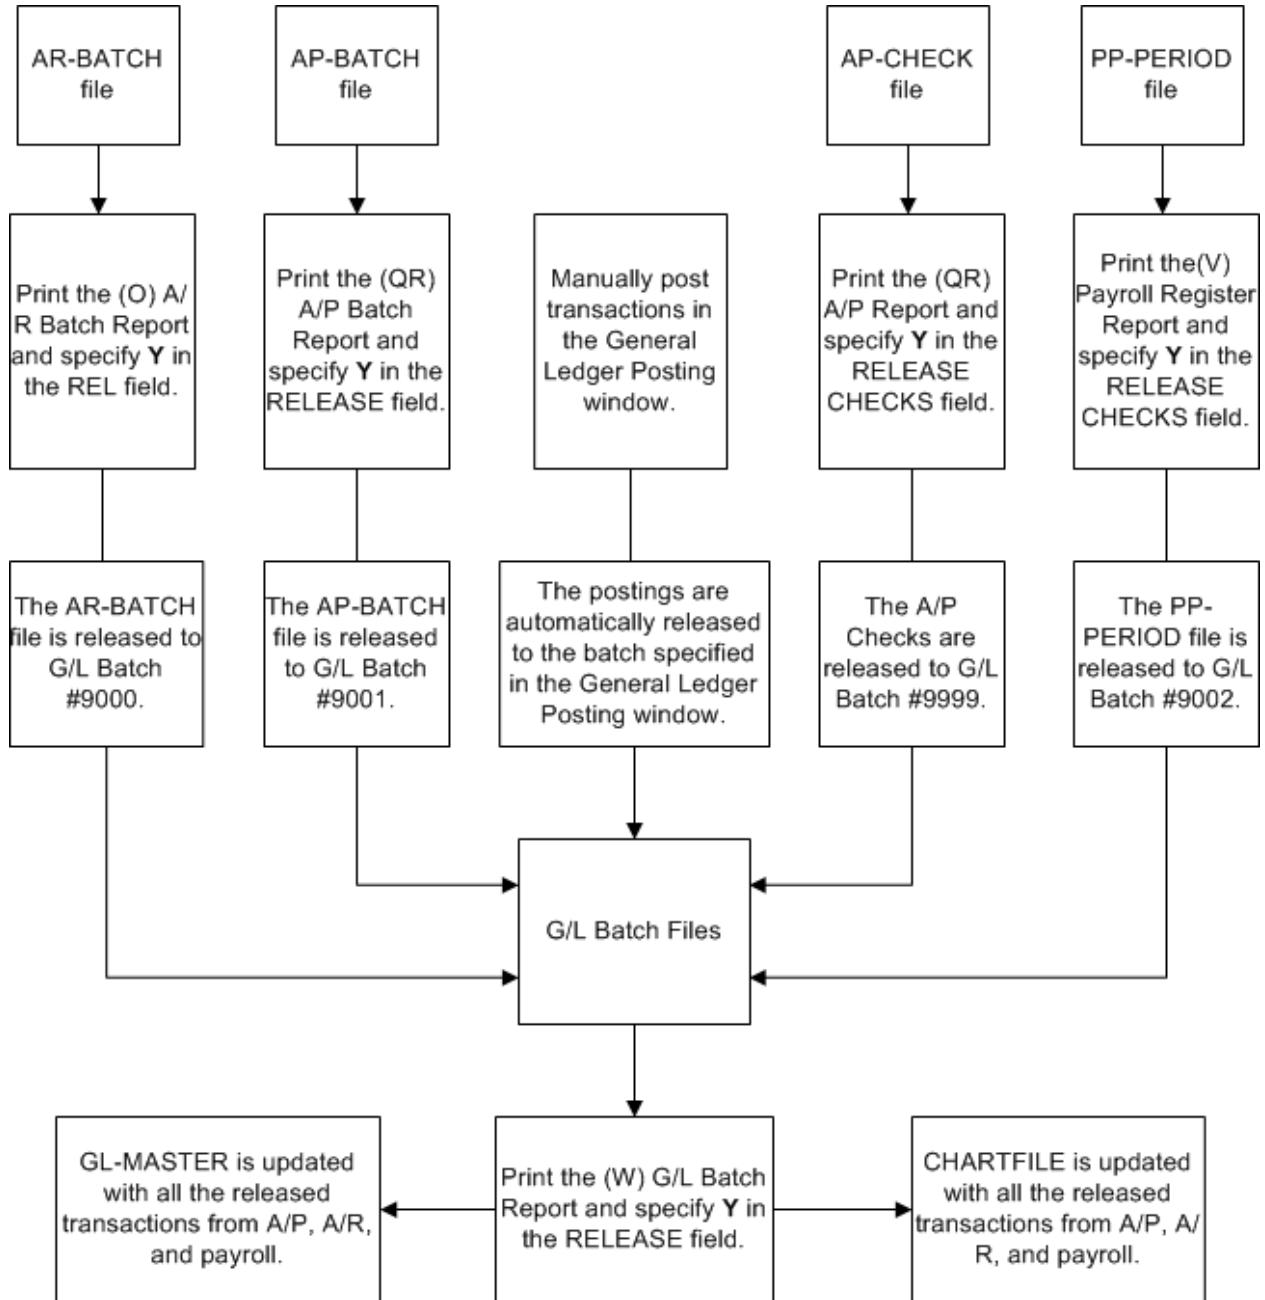 AR-BATCH
file
AP-BATCH
file
AP-CHECK
file
PP-PERIOD
file
Print the (O) A/
R Batch Report
and specify Y in
the REL field.
Print the (QR)
A/P Batch
Report and
specify Y in the
RELEASE field.
Manually post
transactions in
the General
Ledger Posting
window.
Print the (QR)
A/P Report and
specify Y in the
RELEASE
CHECKS field.
Print the(V)
Payroll Register
Report and
specify Y in the
RELEASE
CHECKS field.
The AR-BATCH
file is released to
G/L Batch
#9000.
The AP-BATCH
file is released
to G/L Batch
#9001.
The postings are
automatically released
to the batch specified
in the General Ledger
Posting window.
The A/P
Checks are
released to G/L
Batch #9999.
The PP-
PERIOD file is
released to G/L
Batch #9002.
G/L Batch Files
GL-MASTER is updated
with all the released
transactions from A/P, A/R,
and payroll.
Print the (W) G/L Batch
Report and specify Y in
the RELEASE field.
CHARTFILE is updated
with all the released
transactions from A/P, A/
R, and payroll.